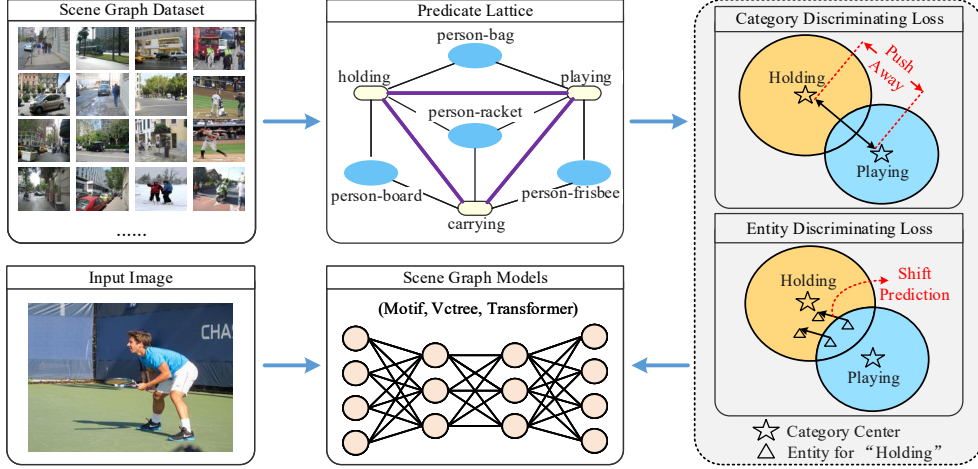 Scene Graph Dataset
......
Predicate Lattice
person-bag
holding
playing
person-racket
person-board
person-frisbee
carrying
Category Discriminating Loss
Holding
Push
Away
Playing
Entity Discriminating Loss
Holding
Shift
Prediction
Playing
Category Center
Entity for “Holding”
Input Image
CHAS
Scene Graph Models
(Motif, Vctree, Transformer)